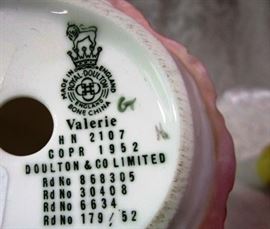 MADE IN ENGLAND
ROYAL DOULTON
ENGLAND
BONE CHINA
G
N
Valerie
HN 2107
COPR 1952
DOULTON & CO LIMITED
Rd No 868305
Rd No 30408
Rd No 6634
Rd No 179/52